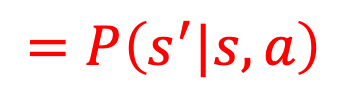 = P(s′|s, a)